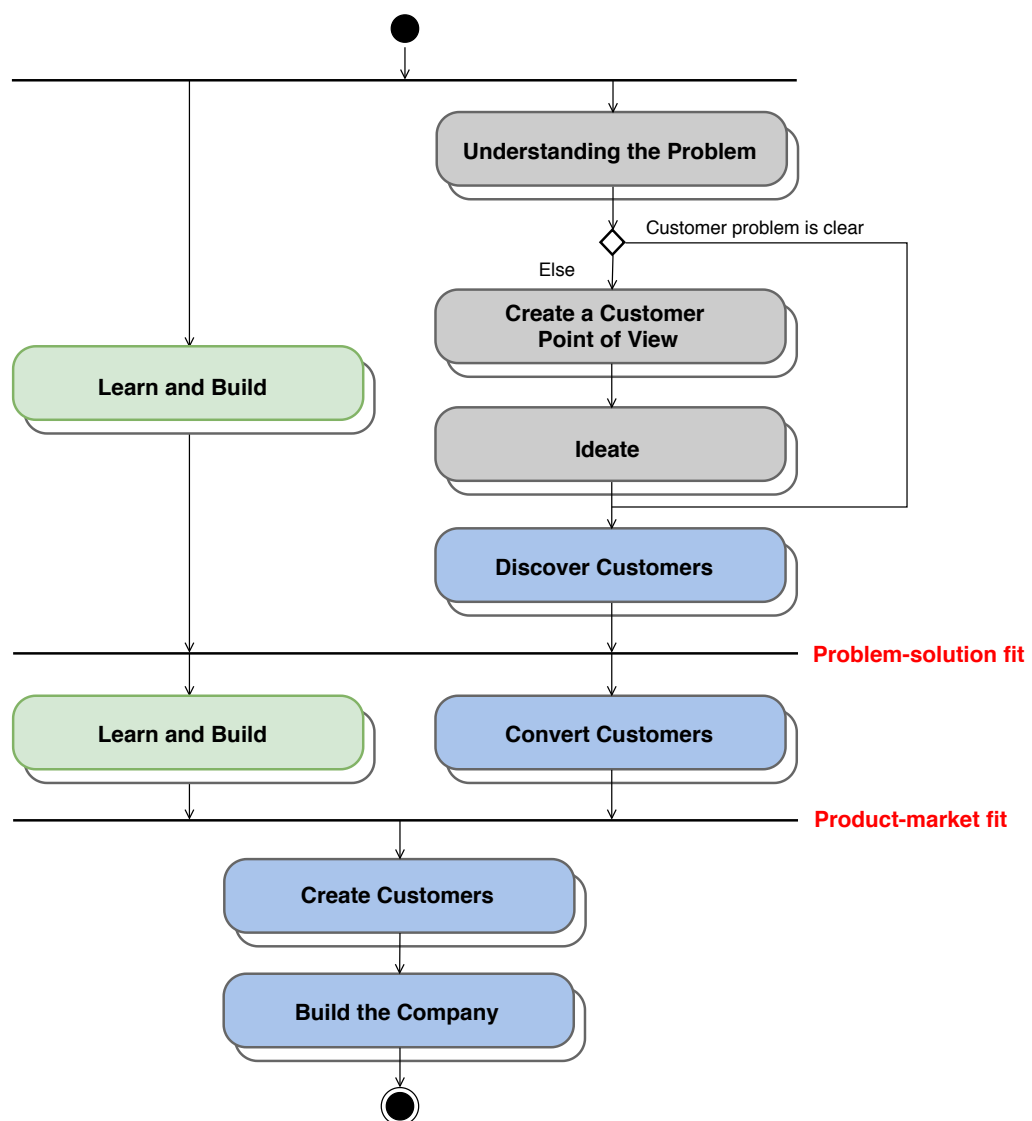 Understanding the Problem
Customer problem is clear
Else
Create a Customer
Point of View
Learn and Build
Ideate
Discover Customers
Problem-solution fit
Learn and Build
Convert Customers
Product-market fit
Create Customers
Build the Company